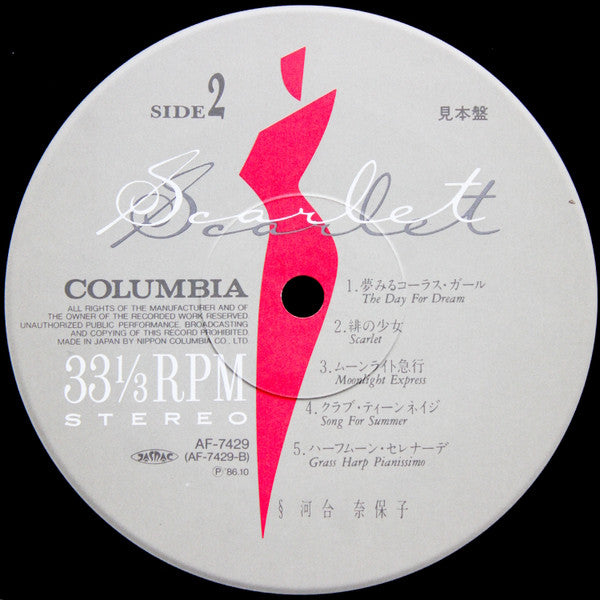 SIDE 2
見本盤
Scarlet
COLUMBIA
ALL RIGHTS OF THE MANUFACTURER AND OF
THE OWNER OF THE RECORDED WORK RESERVED
UNAUTHORIZED PUBLIC PERFORMANCE, BROADCASTING
AND COPYING OF THIS RECORD PROHIBITED
MADE IN JAPAN BY NIPPON COLUMBIA CO., LTD
33 1/3 RPM
STEREO
JASRAC
AF-7429
(AF-7429-B)
Ⓟ 86.10
1. 夢みるコーラス・ガール
The Day For Dream
2. 緋の少女
Scarlet
3. ムーンライト急行
Moonlight Express
4. クラブ・ティーンネイジ
Song For Summer
5. ハーフムーン・セレナーデ
Grass Harp Pianissimo
§ 河合 奈保子